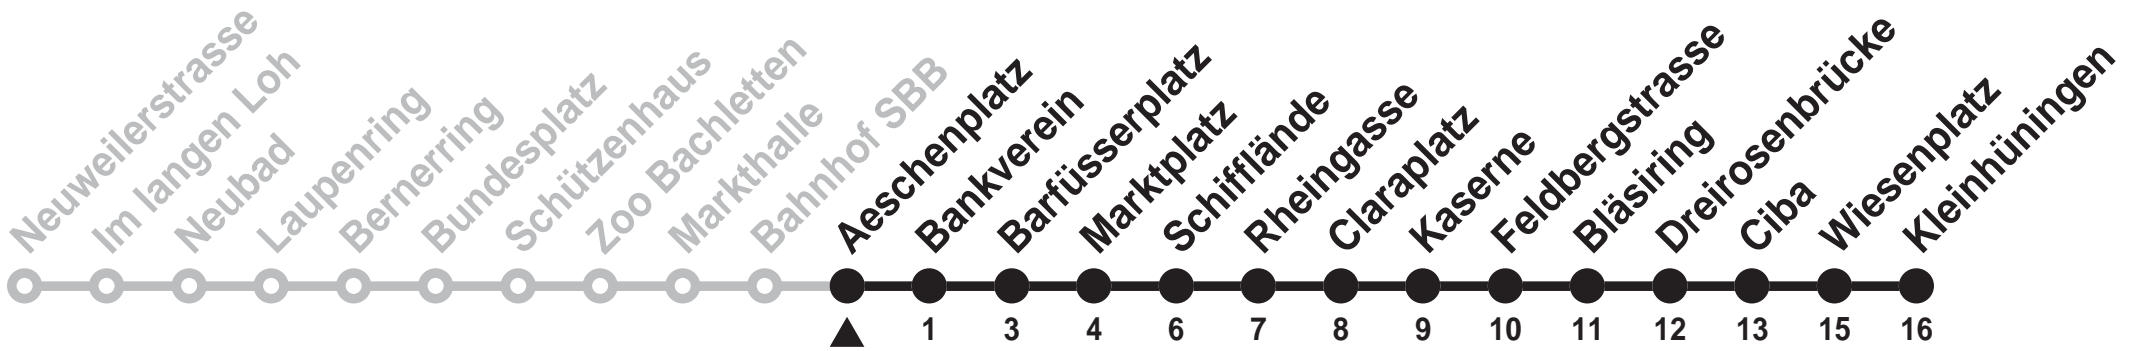 Neuweilerstrasse
Im langen Loh
Neubad
Laupenring
Bernerring
Bundesplatz
Schützenhaus
Zoo Bachletten
Markthalle
Bahnhof SBB
Aeschenplatz
Bankverein
Barfüsserplatz
Marktplatz
Schifflände
Rheingasse
Claraplatz
Kaserne
Feldbergstrasse
Bläsiring
Dreirosenbrücke
Ciba
Wiesenplatz
Kleinhüningen
1 3 4 6 7 8 9 10 11 12 13 15 16